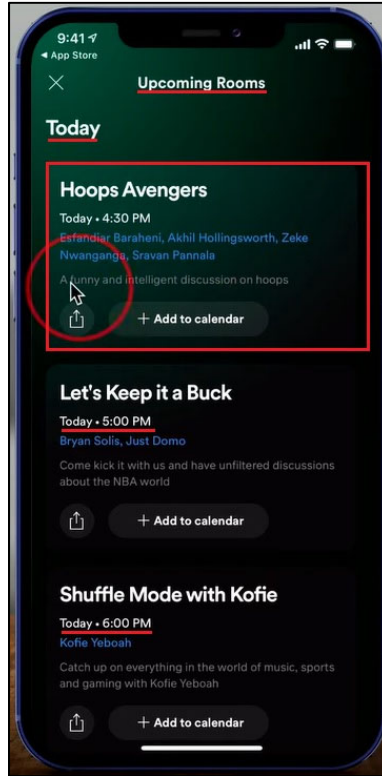 9:41
◀ App Store
Upcoming Rooms
Today
Hoops Avengers
Today • 4:30 PM
Esfandiar Baraheni, Akhil Hollingsworth, Zeke
Nwanganga, Sravan Pannala
A funny and intelligent discussion on hoops
+ Add to calendar
Let's Keep it a Buck
Today • 5:00 PM
Bryan Solis, Just Domo
Come kick it with us and have unfiltered discussions
about the NBA world
+ Add to calendar
Shuffle Mode with Kofie
Today • 6:00 PM
Kofie Yeboah
Catch up on everything in the world of music, sports
and gaming with Kofie Yeboah
+ Add to calendar